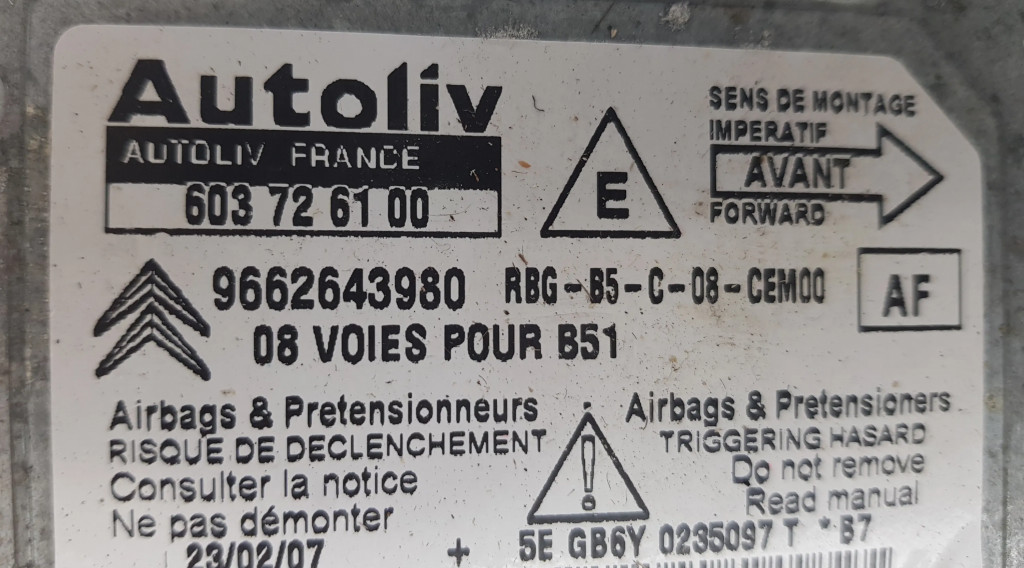 Autoliv
AUTOLIV FRANCE
603 72 61 00
E
SENS DE MONTAGE
IMPERATIF
AVANT
FORWARD
9662643980 RBG-B5-C-08-CEM00
AF
08 VOIES POUR B51
Airbags & Pretensionneurs
RISQUE DE DECLENCHEMENT
Consulter la notice
Ne pas démonter
!
Airbags & Pretensioners
TRIGGERING HASARD
Do not remove
Read manual
23/02/07 + 5E GB6Y 0235097 T *B7